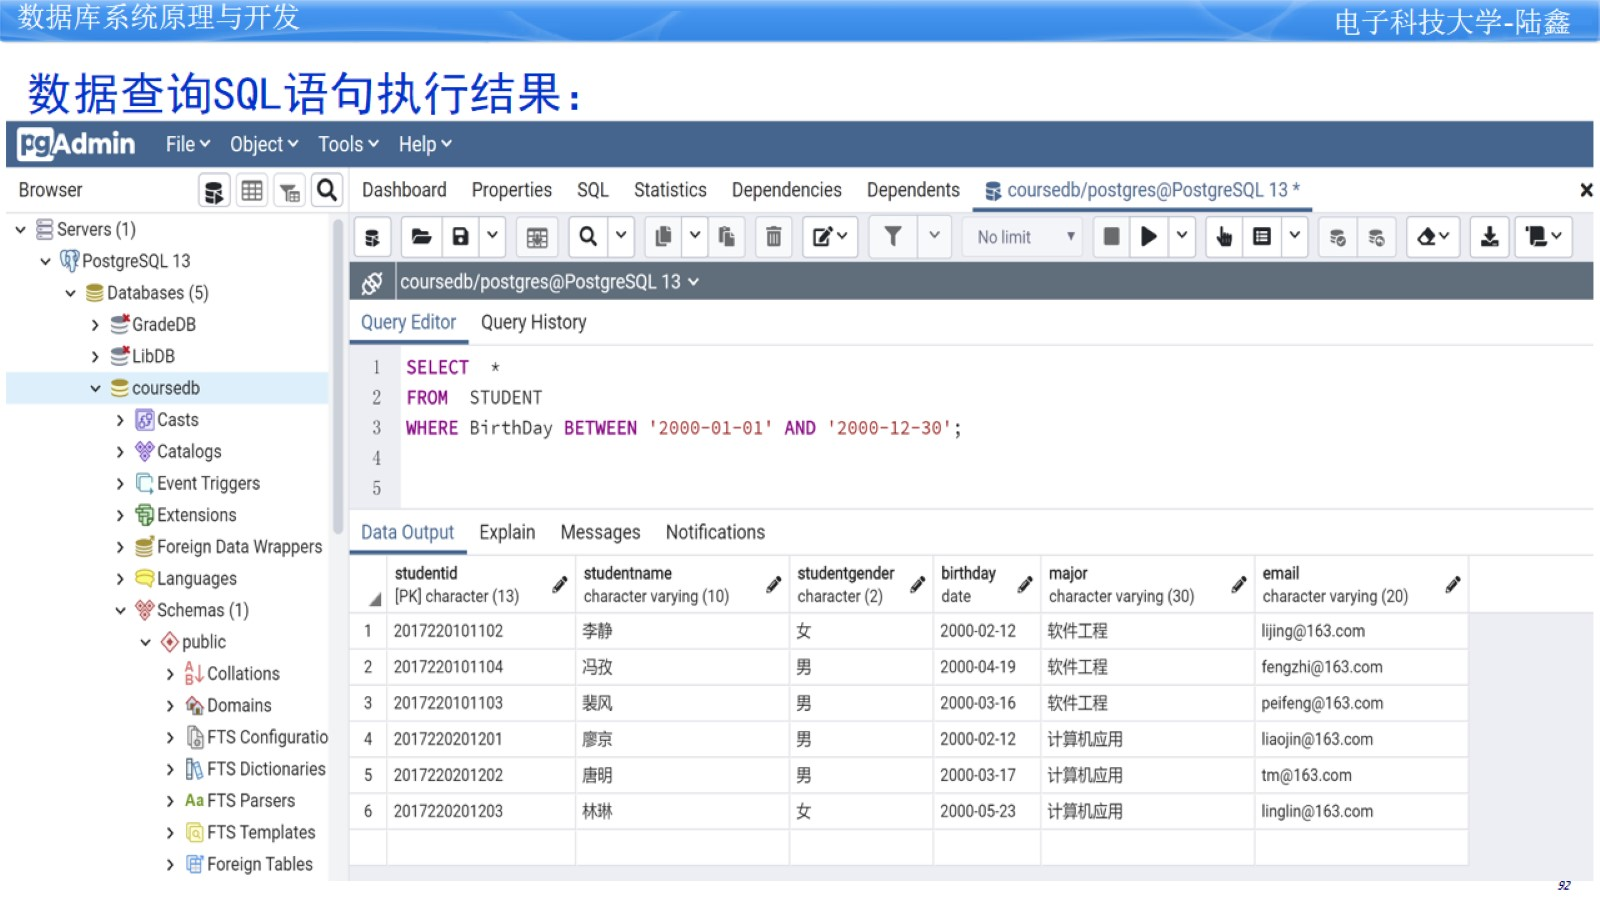 数据库系统原理与开发
电子科技大学-陆鑫
数据查询SQL语句执行结果：
pgAdmin File Object Tools Help
Browser
Dashboard Properties SQL Statistics Dependencies Dependents coursedb/postgres@PostgreSQL 13 *
Servers (1)
PostgreSQL 13
Databases (5)
GradeDB
LibDB
coursedb
Casts
Catalogs
Event Triggers
Extensions
Foreign Data Wrappers
Languages
Schemas (1)
public
Collations
Domains
FTS Configuratio
FTS Dictionaries
FTS Parsers
FTS Templates
Foreign Tables
No limit
coursedb/postgres@PostgreSQL 13
Query Editor Query History
1 SELECT *
2 FROM STUDENT
3 WHERE BirthDay BETWEEN '2000-01-01' AND '2000-12-30';
4
5
Data Output Explain Messages Notifications
studentid studentname studentgender birthday major email
[PK] character (13) character varying (10) character (2) date character varying (30) character varying (20)
1 2017220101102 李静 女 2000-02-12 软件工程 lijing@163.com
2 2017220101104 冯孜 男 2000-04-19 软件工程 fengzhi@163.com
3 2017220101103 裴风 男 2000-03-16 软件工程 peifeng@163.com
4 2017220201201 廖京 男 2000-02-12 计算机应用 liaojin@163.com
5 2017220201202 唐明 男 2000-03-17 计算机应用 tm@163.com
6 2017220201203 林琳 女 2000-05-23 计算机应用 linglin@163.com
92